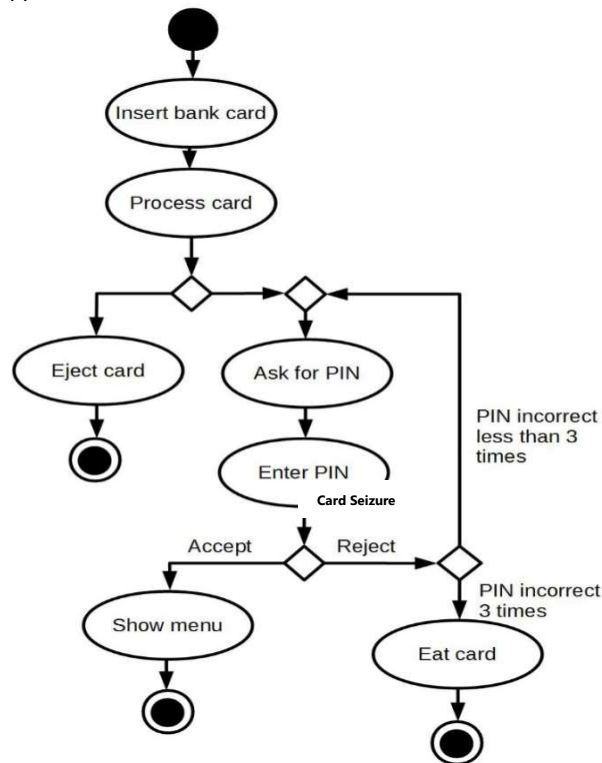 Insert bank card
Process card
Eject card
Ask for PIN
PIN incorrect
less than 3
times
Enter PIN
Card Seizure
Accept
Reject
PIN incorrect
3 times
Show menu
Eat card